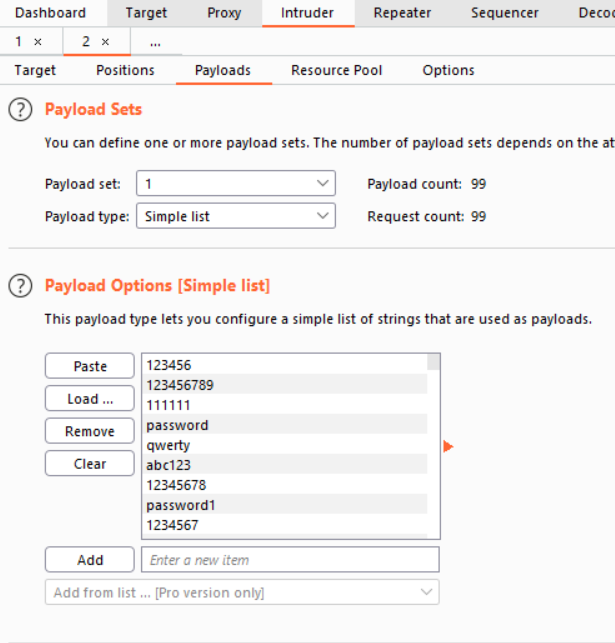 Dashboard Target Proxy Intruder Repeater Sequencer Deco
1 × 2 × ...
Target Positions Payloads Resource Pool Options
? Payload Sets
You can define one or more payload sets. The number of payload sets depends on the at
Payload set: 1 Payload count: 99
Payload type: Simple list Request count: 99
? Payload Options [Simple list]
This payload type lets you configure a simple list of strings that are used as payloads.
Paste
Load ...
Remove
Clear
123456
123456789
111111
password
qwerty
abc123
12345678
password1
1234567
Add Enter a new item
Add from list ... [Pro version only]